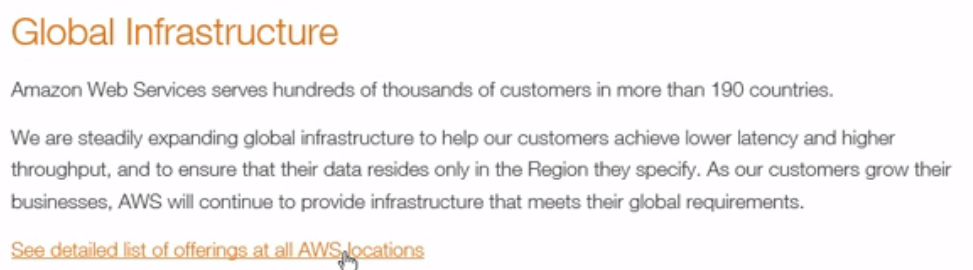 Global Infrastructure
Amazon Web Services serves hundreds of thousands of customers in more than 190 countries.
We are steadily expanding global infrastructure to help our customers achieve lower latency and higher
throughput, and to ensure that their data resides only in the Region they specify. As our customers grow their
businesses, AWS will continue to provide infrastructure that meets their global requirements.
See detailed list of offerings at all AWS locations